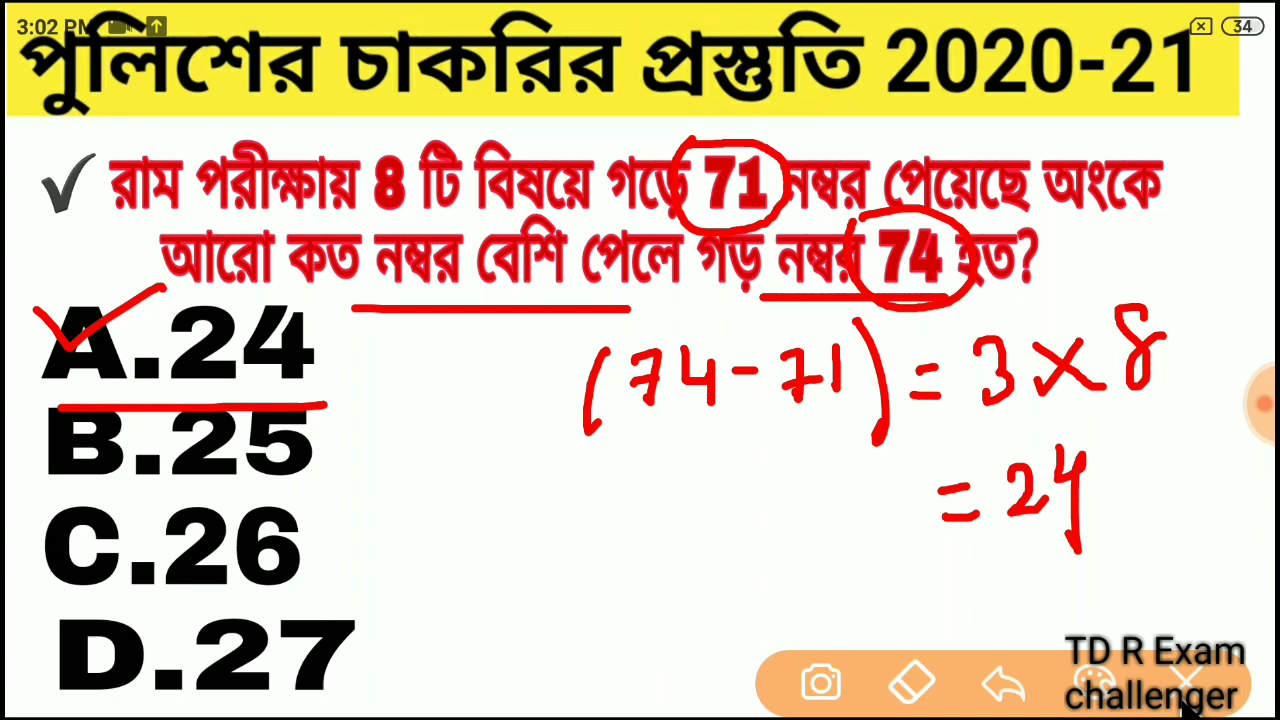 3:02 PM
34
পুলিশের চাকরির প্রস্তুতি 2020-21
রাম পরীক্ষায় 8 টি বিষয়ে গড়ে 71 নম্বর পেয়েছে অংকে
আরো কত নম্বর বেশি পেলে গড় নম্বর 74 হত?
A.24
B.25
C.26
D.27
(74-71) = 3 × 8
= 24
TD R Exam
challenger